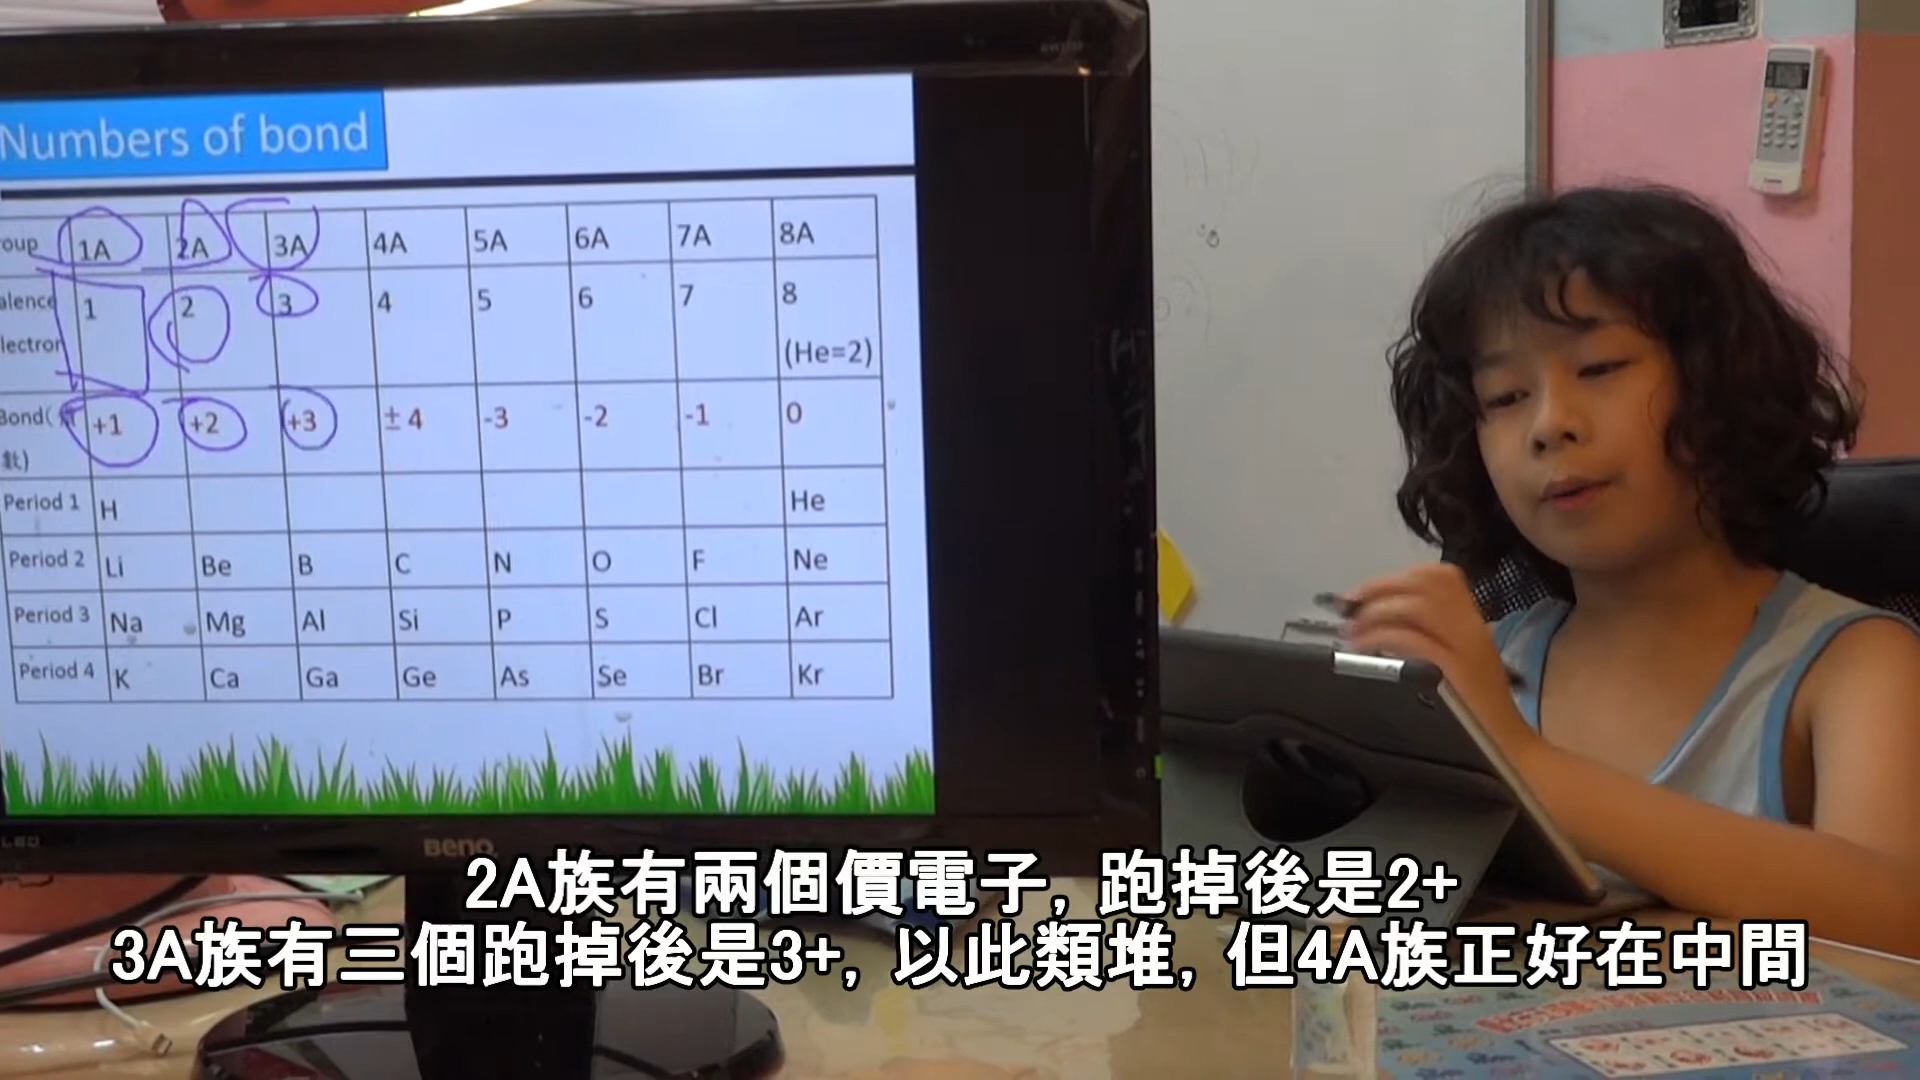 Numbers of bond
oup 1A 2A 3A 4A 5A 6A 7A 8A
alence 1 2 3 4 5 6 7 8
lectron (He=2)
Bond( +1 +2 +3 ±4 -3 -2 -1 0
數)
Period 1 H He
Period 2 Li Be B C N O F Ne
Period 3 Na Mg Al Si P S Cl Ar
Period 4 K Ca Ga Ge As Se Br Kr
BenQ
2A族有兩個價電子, 跑掉後是2+
3A族有三個跑掉後是3+, 以此類堆, 但4A族正好在中間